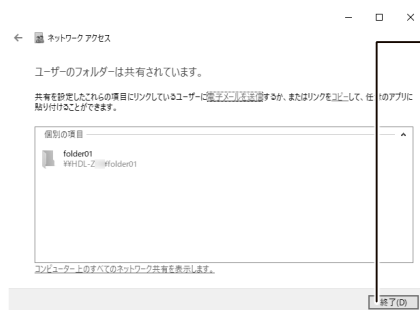 ネットワーク アクセス
ユーザーのフォルダーは共有されています。
共有を設定したこれらの項目にリンクしているユーザーに電子メールを送信するか、またはリンクをコピーして、任 のアプリに
貼り付けることができます。
個別の項目
folder01
¥¥HDL-Z ¥folder01
コンピューター上のすべてのネットワーク共有を表示します。
終了(D)